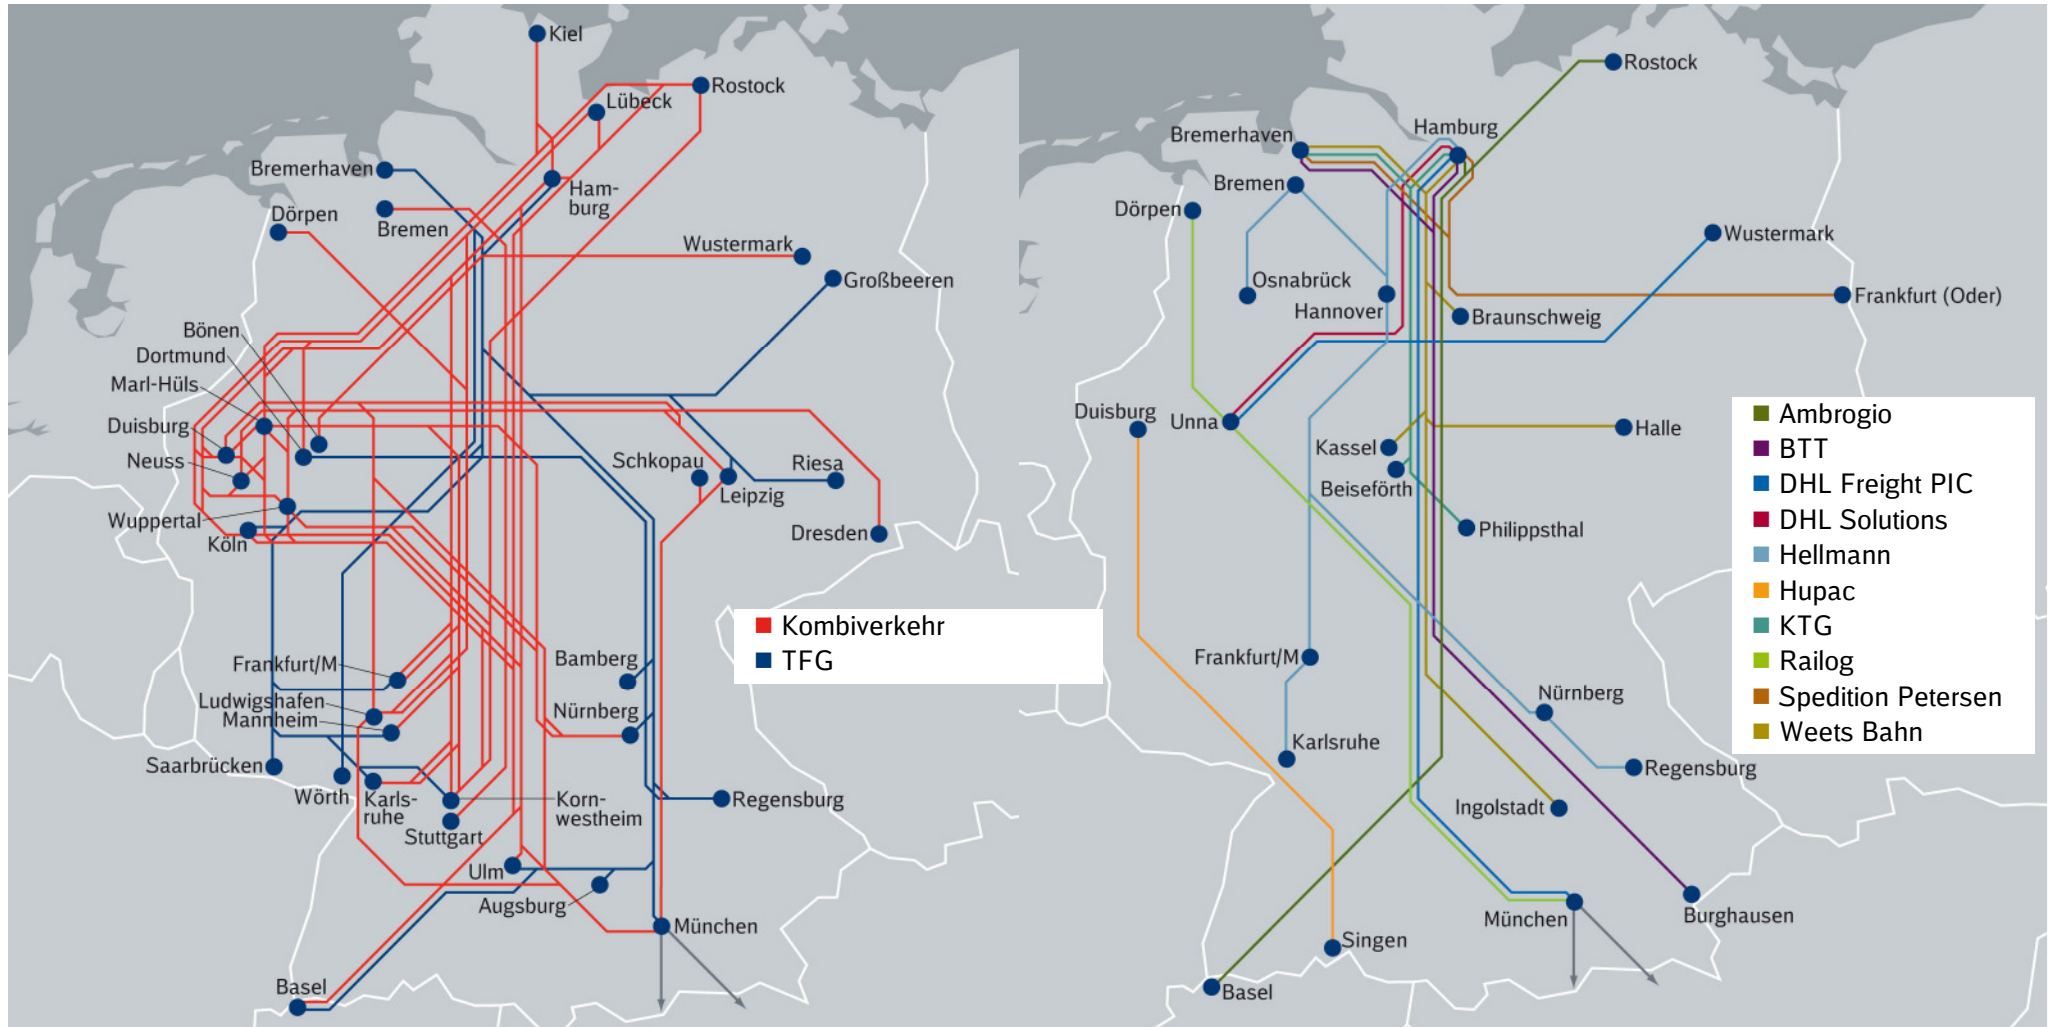 Kiel
Rostock
Lübeck
Bremerhaven
Ham-
burg
Bremen
Dörpen
Wustermark
Großbeeren
Bönen
Dortmund
Marl-Hüls
Duisburg
Neuss
Schkopau
Riesa
Leipzig
Wuppertal
Köln
Dresden
Frankfurt/M
Bamberg
Ludwigshafen
Mannheim
Nürnberg
Saarbrücken
Wörth
Karls-
ruhe
Korn-
westheim
Regensburg
Stuttgart
Ulm
Augsburg
München
Basel
Kombiverkehr
TFG
Rostock
Hamburg
Bremerhaven
Bremen
Dörpen
Wustermark
Osnabrück
Hannover
Frankfurt (Oder)
Braunschweig
Duisburg
Unna
Halle
Kassel
Beiseförth
Philippsthal
Frankfurt/M
Nürnberg
Karlsruhe
Regensburg
Ingolstadt
München
Burghausen
Singen
Basel
Ambrogio
BTT
DHL Freight PIC
DHL Solutions
Hellmann
Hupac
KTG
Railog
Spedition Petersen
Weets Bahn